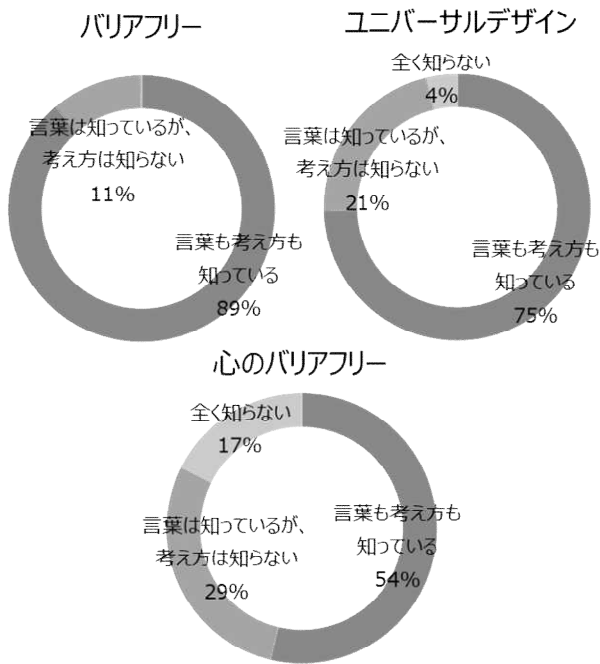 バリアフリー
言葉は知っているが、
考え方は知らない
11%
言葉も考え方も
知っている
89%
ユニバーサルデザイン
全く知らない
4%
言葉は知っているが、
考え方は知らない
21%
言葉も考え方も
知っている
75%
心のバリアフリー
全く知らない
17%
言葉は知っているが、
考え方は知らない
29%
言葉も考え方も
知っている
54%